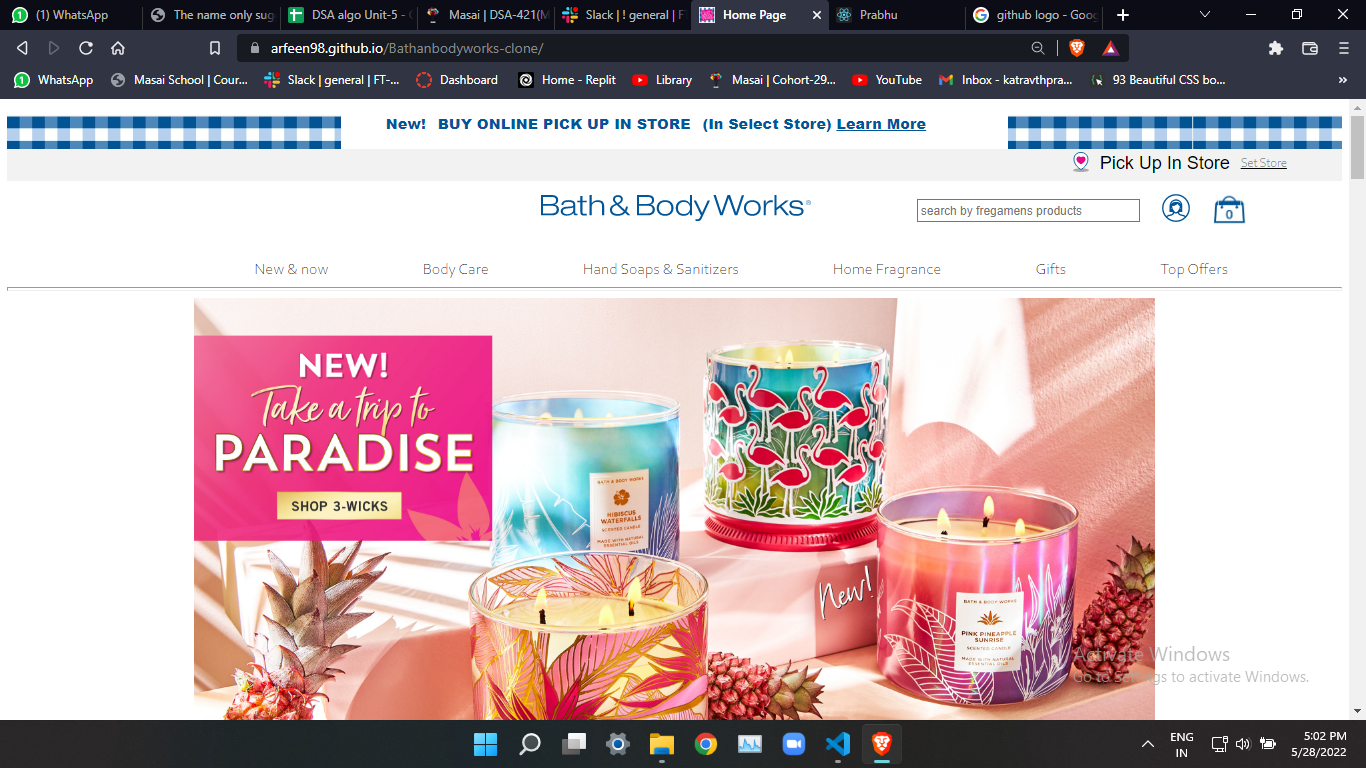 (1) WhatsApp
The name only sug
DSA algo Unit-5 -
Masai | DSA-421(M
Slack | ! general | F
Home Page
Prabhu
github logo - Goog
arfeen98.github.io/Bathanbodyworks-clone/
WhatsApp
Masai School | Cour...
Slack | general | FT-...
Dashboard
Home - Replit
Library
Masai | Cohort-29...
YouTube
Inbox - katravthpra...
93 Beautiful CSS bo...
New! BUY ONLINE PICK UP IN STORE (In Select Store) Learn More
Pick Up In Store Set Store
Bath & Body Works®
search by fregamens products
0
New & now
Body Care
Hand Soaps & Sanitizers
Home Fragrance
Gifts
Top Offers
NEW!
Take a trip to
PARADISE
SHOP 3-WICKS
BATH & BODY WORKS
HIBISCUS
WATERFALLS
SCENTED CANDLE
MADE WITH NATURAL
ESSENTIAL OILS
New!
BATH & BODY WORKS
PINK PINEAPPLE
SUNRISE
SCENTED CANDLE
MADE WITH NATURAL
ESSENTIAL OILS
Activate Windows
Go to Settings to activate Windows.
ENG
IN
5:02 PM
5/28/2022